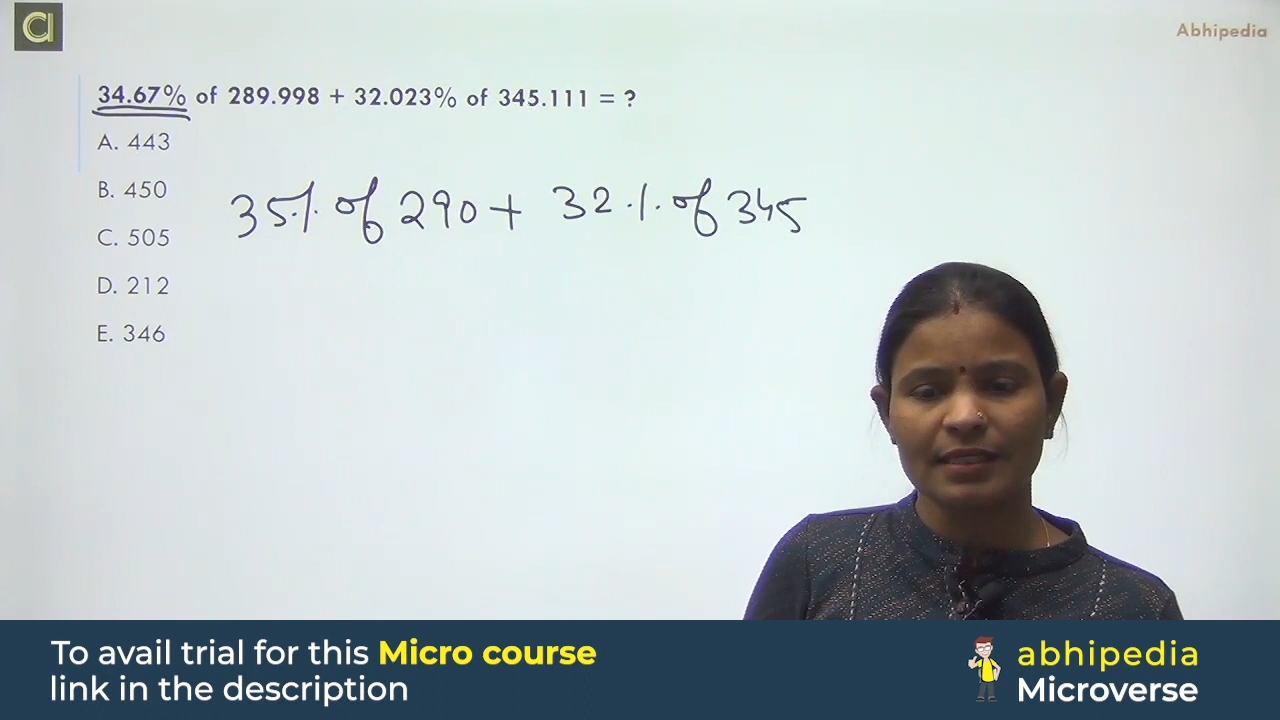 Abhipedia
34.67% of 289.998 + 32.023% of 345.111 = ?
A. 443
B. 450
C. 505
D. 212
E. 346
35% of 290 + 32% of 345
To avail trial for this Micro course
link in the description
abhipedia
Microverse